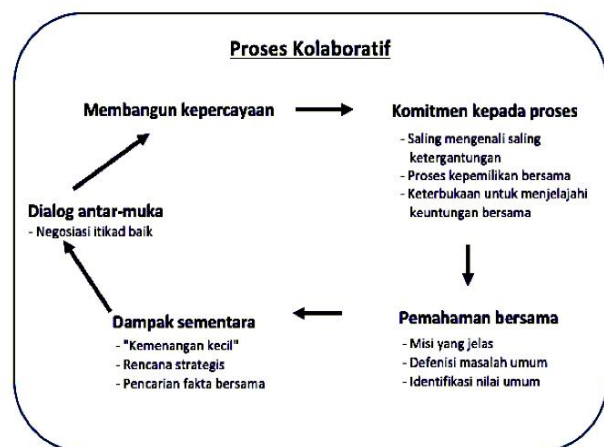 Proses Kolaboratif
Membangun kepercayaan
Komitmen kepada proses
- Saling mengenali saling
ketergantungan
- Proses kepemilikan bersama
- Keterbukaan untuk menjelajahi
keuntungan bersama
Dialog antar-muka
- Negosiasi itikad baik
Dampak sementara
- "Kemenangan kecil"
- Rencana strategis
- Pencarian fakta bersama
Pemahaman bersama
- Misi yang jelas
- Defenisi masalah umum
- Identifikasi nilai umum